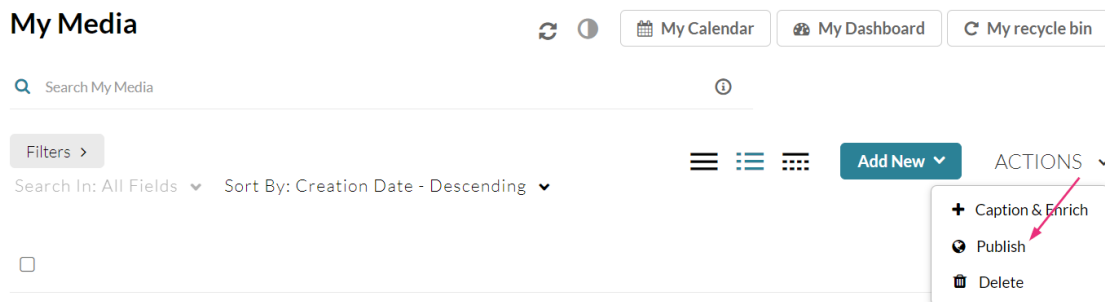 My Media
My Calendar
My Dashboard
My recycle bin
Search My Media
Filters >
Add New
ACTIONS
Search In: All Fields
Sort By: Creation Date - Descending
+ Caption & Enrich
Publish
Delete